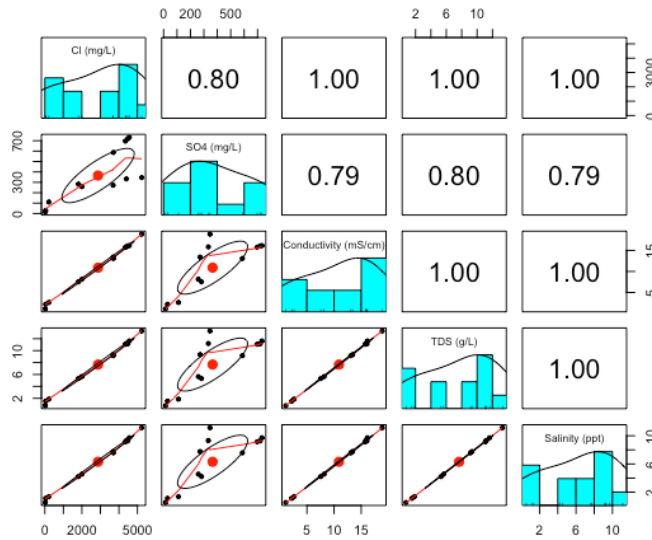 0 200 500
2 6 10
Cl (mg/L)
0.80
1.00
1.00
1.00
0 3000
0 300 700
SO4 (mg/L)
0.79
0.80
0.79
Conductivity (mS/cm)
1.00
1.00
5 15
2 6 10
TDS (g/L)
1.00
Salinity (ppt)
2 6 10
0 2000 5000
5 10 15
2 6 10